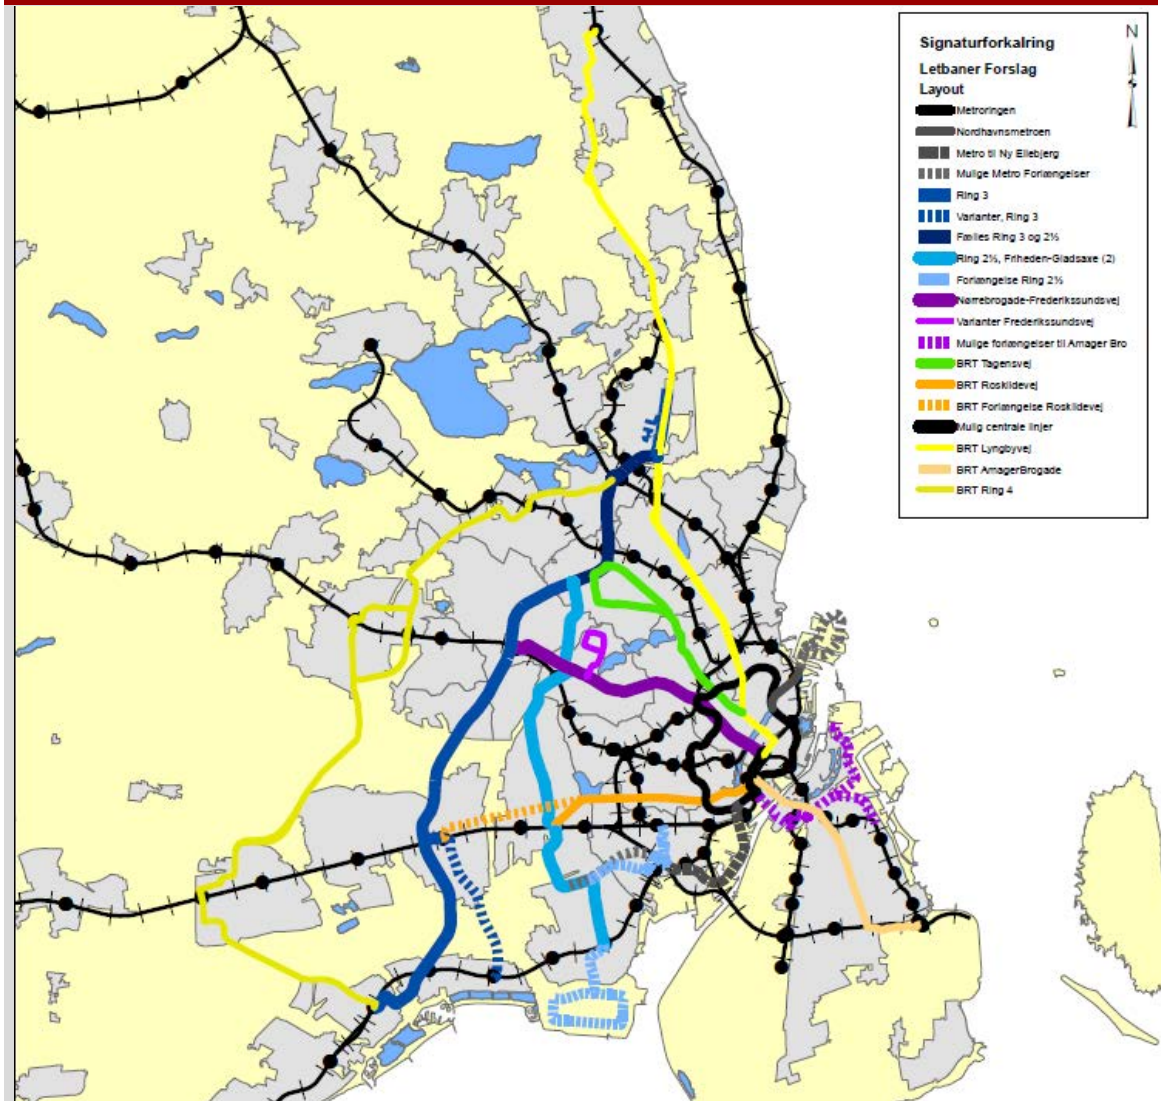 N
Signaturforkalring
Letbaner Forslag
Layout
Metroringen
Nordhavnsmetroen
Metro til Ny Ellebjerg
Mulige Metro Forlængelser
Ring 3
Varianter, Ring 3
Fælles Ring 3 og 2½
Ring 2½, Friheden-Gladsaxe (2)
Forlængelse Ring 2½
Nørrebrogade-Frederikssundsvej
Varianter Frederikssundsvej
Mulige forlængelser til Amager Bro
BRT Tagensvej
BRT Roskildevej
BRT Forlængelse Roskildevej
Mulig centrale linjer
BRT Lyngbyvej
BRT AmagerBrogade
BRT Ring 4